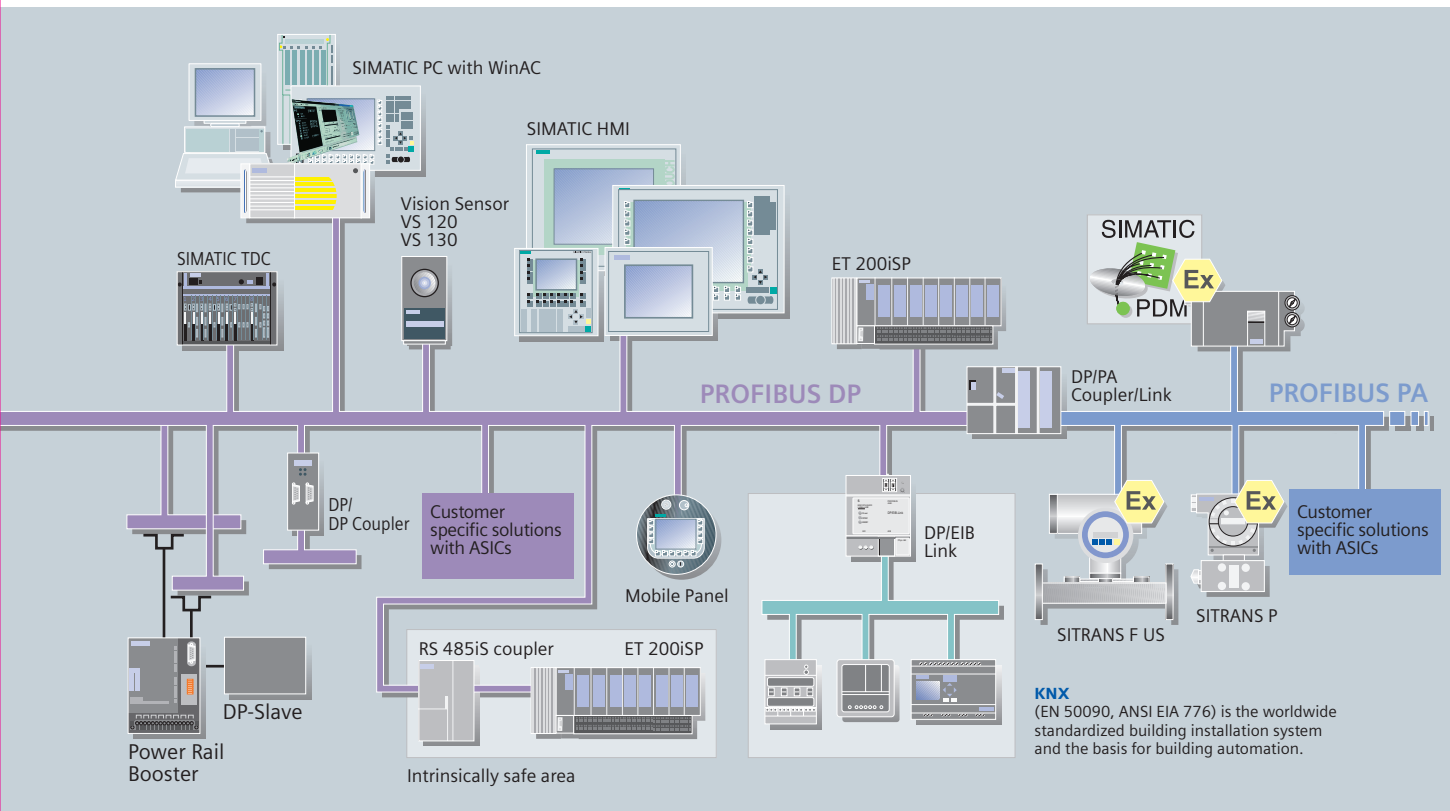 SIMATIC PC with WinAC
SIMATIC HMI
Vision Sensor
VS 120
VS 130
SIMATIC TDC
ET 200iSP
SIMATIC
PDM
Ex
DP/PA
Coupler/Link
PROFIBUS DP
PROFIBUS PA
DP/
DP Coupler
Customer
specific solutions
with ASICs
Mobile Panel
DP/EIB
Link
Ex
SITRANS F US
Ex
SITRANS P
Customer
specific solutions
with ASICs
DP-Slave
Power Rail
Booster
RS 485iS coupler
ET 200iSP
Intrinsically safe area
KNX
(EN 50090, ANSI EIA 776) is the worldwide
standardized building installation system
and the basis for building automation.